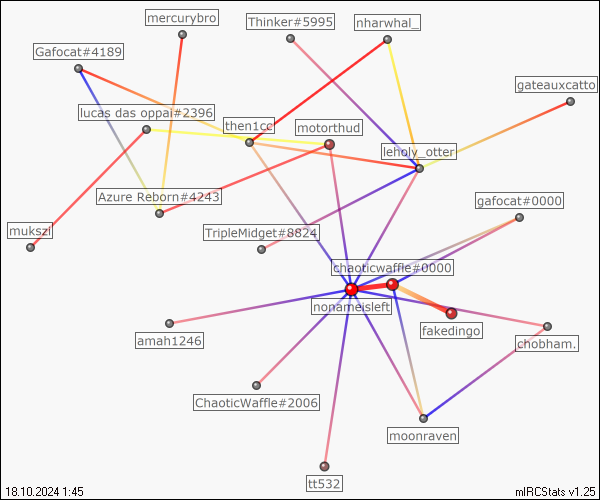 mercurybro
Thinker#5995
nharwhal_
Gafocat#4189
gateauxcatto
lucas das oppai#2396
then1cc
motorthud
leholy_otter
Azure Reborn#4243
gafocat#0000
mukszi
TripleMidget#8824
chaoticwaffle#0000
nonameisleft
fakedingo
amah1246
chobham.
ChaoticWaffle#2006
moonraven
tt532
18.10.2024 1:45
mIRCStats v1.25